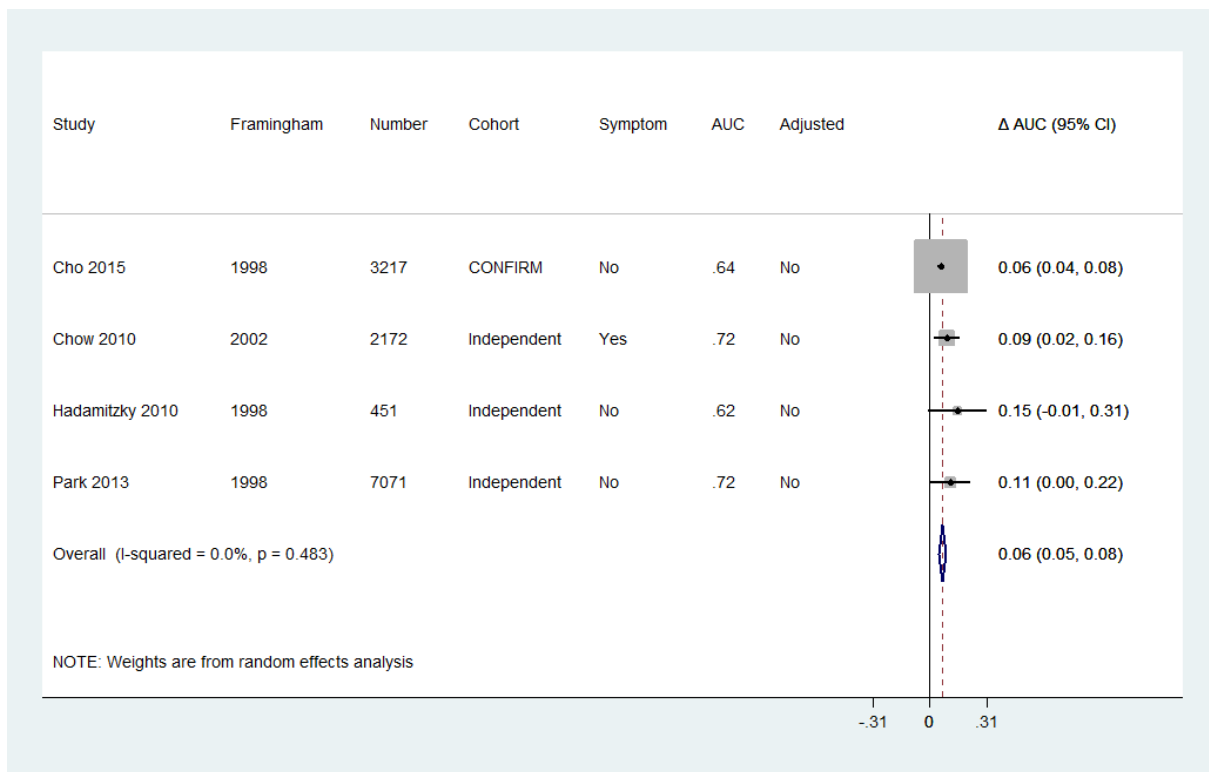 Study Framingham Number Cohort Symptom AUC Adjusted Δ AUC (95% CI)
Cho 2015 1998 3217 CONFIRM No .64 No 0.06 (0.04, 0.08)
Chow 2010 2002 2172 Independent Yes .72 No 0.09 (0.02, 0.16)
Hadamitzky 2010 1998 451 Independent No .62 No 0.15 (-0.01, 0.31)
Park 2013 1998 7071 Independent No .72 No 0.11 (0.00, 0.22)
Overall (I-squared = 0.0%, p = 0.483) 0.06 (0.05, 0.08)
NOTE: Weights are from random effects analysis
-.31 0 .31